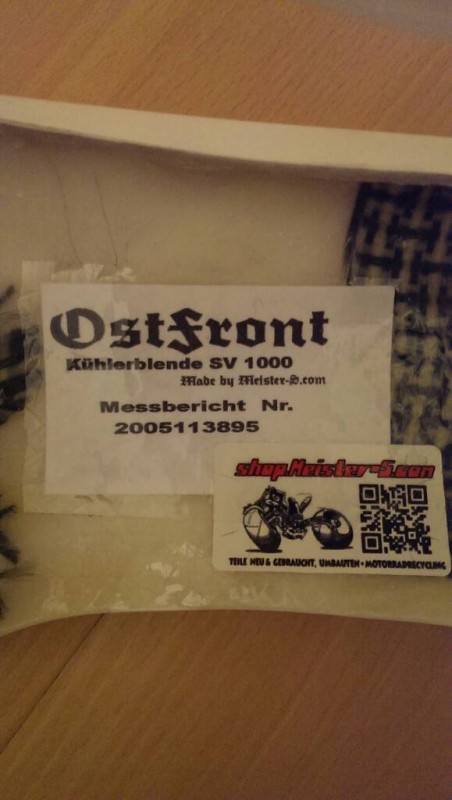 OstFront
Kühlerblende SV 1000
Made by Meister-S.com
Messbericht Nr.
2005113895
shop.Meister-S.com
TEILE NEU & GEBRAUCHT, UMBAUTEN • MOTORRADRECYCLING